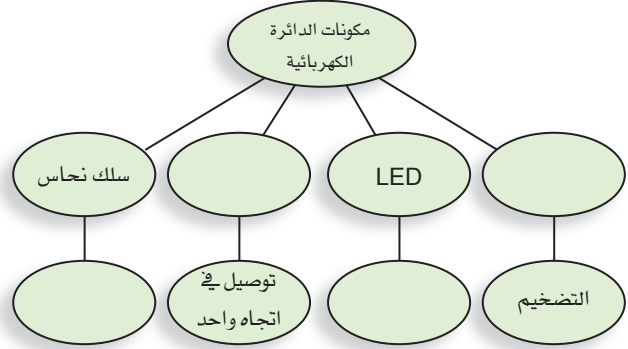 مكونات الدائرة
الكهربائية
LED
سلك نحاس
التضخيم
توصيل في
اتجاه واحد